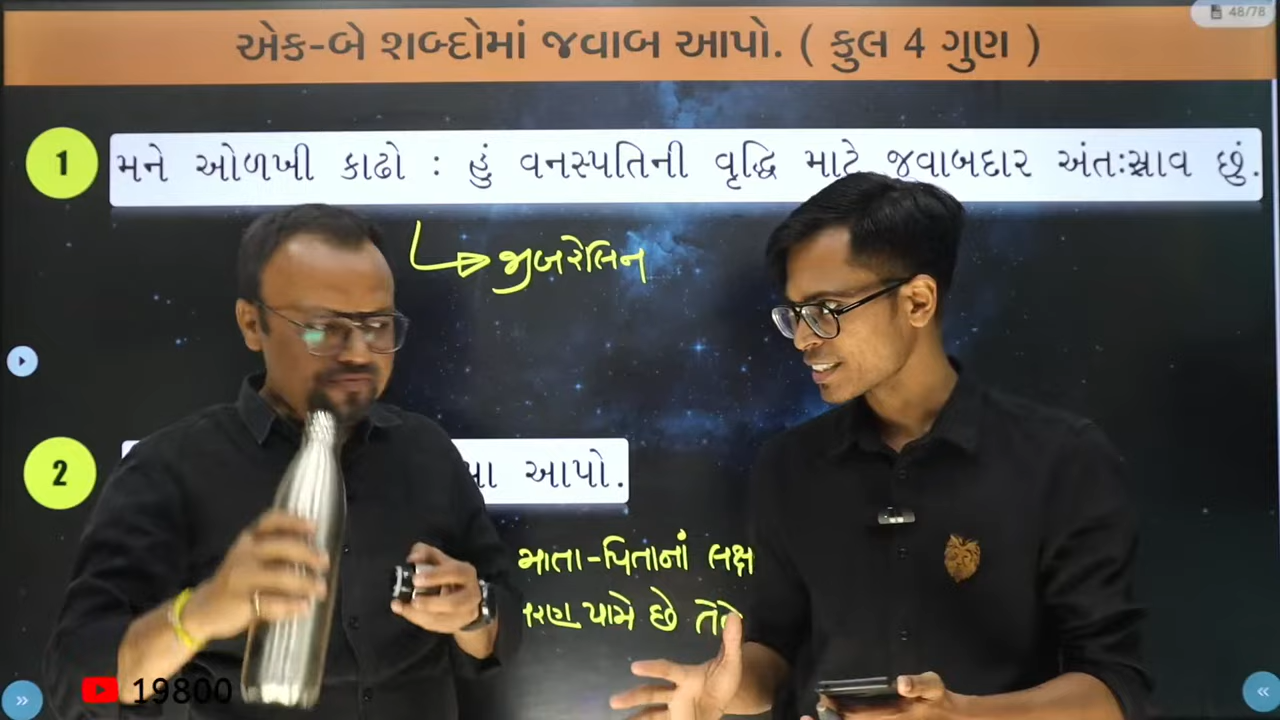 48/78
એક-બે શબ્દોમાં જવાબ આપો. ( કુલ 4 ગુણ )
1 મને ઓળખી કાઢો : હું વનસ્પતિની વૃદ્ધિ માટે જવાબદાર અંતઃસ્રાવ છું.
જીબરેલિન
2 આપો.
માતા-પિતાનાં લક્ષ
પામે છે
19800